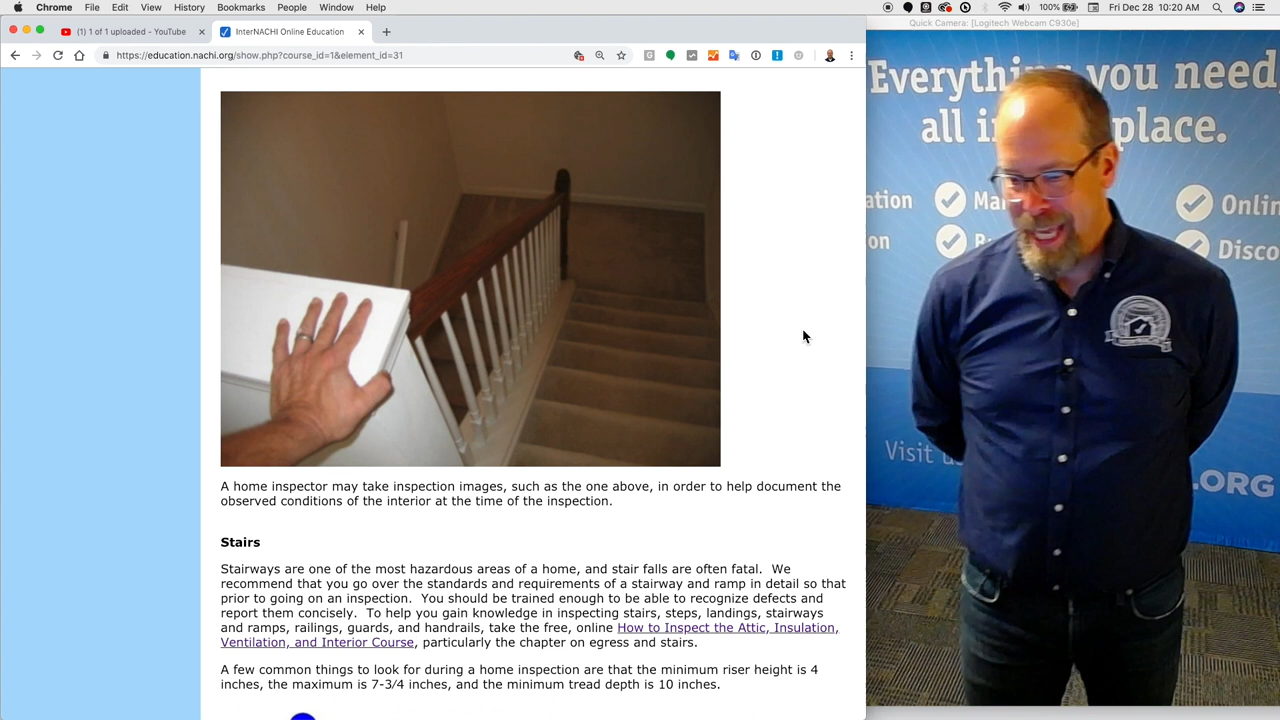 Chrome File Edit View History Bookmarks People Window Help
100% Fri Dec 28 10:20 AM
Quick Camera: [Logitech Webcam C930e]
(1) 1 of 1 uploaded - YouTube
InterNACHI Online Education
https://education.nachi.org/show.php?course_id=1&element_id=31
A home inspector may take inspection images, such as the one above, in order to help document the
observed conditions of the interior at the time of the inspection.
Stairs
Stairways are one of the most hazardous areas of a home, and stair falls are often fatal. We
recommend that you go over the standards and requirements of a stairway and ramp in detail so that
prior to going on an inspection. You should be trained enough to be able to recognize defects and
report them concisely. To help you gain knowledge in inspecting stairs, steps, landings, stairways
and ramps, railings, guards, and handrails, take the free, online How to Inspect the Attic, Insulation,
Ventilation, and Interior Course, particularly the chapter on egress and stairs.
A few common things to look for during a home inspection are that the minimum riser height is 4
inches, the maximum is 7-3/4 inches, and the minimum tread depth is 10 inches.
Everything you need,
all in place.
Visit
.ORG